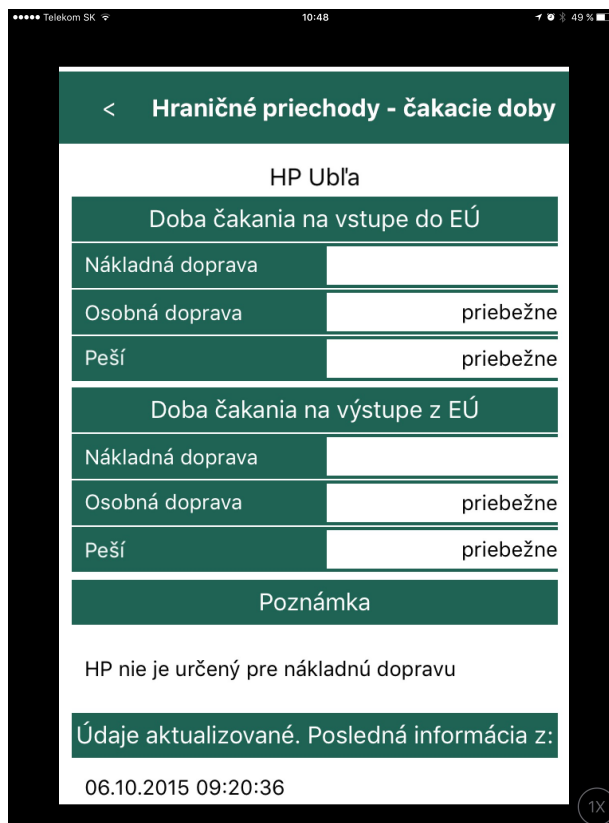 Telekom SK 10:48 49 %
< Hraničné priechody - čakacie doby
HP Ubľa
Doba čakania na vstupe do EÚ
Nákladná doprava
Osobná doprava priebežne
Peší priebežne
Doba čakania na výstupe z EÚ
Nákladná doprava
Osobná doprava priebežne
Peší priebežne
Poznámka
HP nie je určený pre nákladnú dopravu
Údaje aktualizované. Posledná informácia z:
06.10.2015 09:20:36
1X